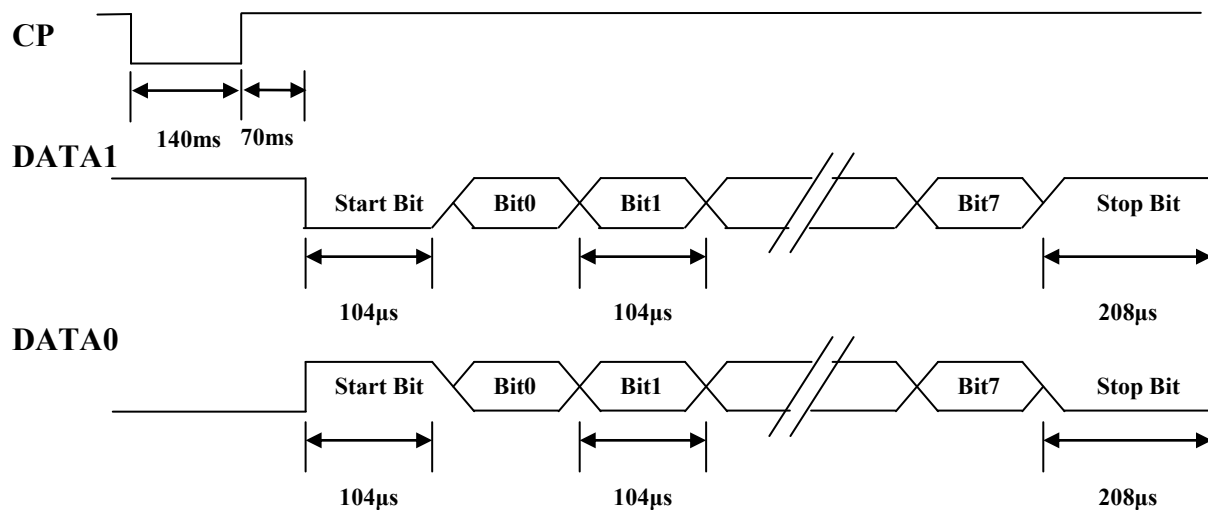 CP
140ms 70ms
DATA1
Start Bit Bit0 Bit1 Bit7 Stop Bit
104μs 104μs 208μs
DATA0
Start Bit Bit0 Bit1 Bit7 Stop Bit
104μs 104μs 208μs